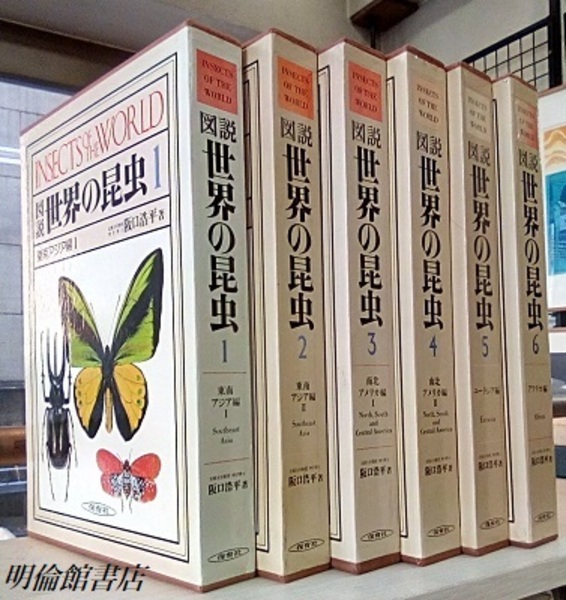 INSECTS OF THE WORLD
図説 世界の昆虫 1
東南アジア編 I
阪口浩平 著
保育社
INSECTS
OF THE
WORLD
図説
世界の昆虫
1
東南
アジア編
I
Southeast
Asia
阪口浩平 著
保育社
INSECTS
OF THE
WORLD
図説
世界の昆虫
2
東南
アジア編
II
Southeast
Asia
阪口浩平 著
保育社
INSECTS
OF THE
WORLD
図説
世界の昆虫
3
南北
アメリカ編
I
North, South
and
Central America
阪口浩平 著
保育社
INSECTS
OF THE
WORLD
図説
世界の昆虫
4
南北
アメリカ編
II
North, South
and
Central America
阪口浩平 著
保育社
INSECTS
OF THE
WORLD
図説
世界の昆虫
5
ユーラシア編
Eurasia
阪口浩平 著
保育社
INSECTS
OF THE
WORLD
図説
世界の昆虫
6
アフリカ編
Africa
阪口浩平 著
保育社
明倫館書店